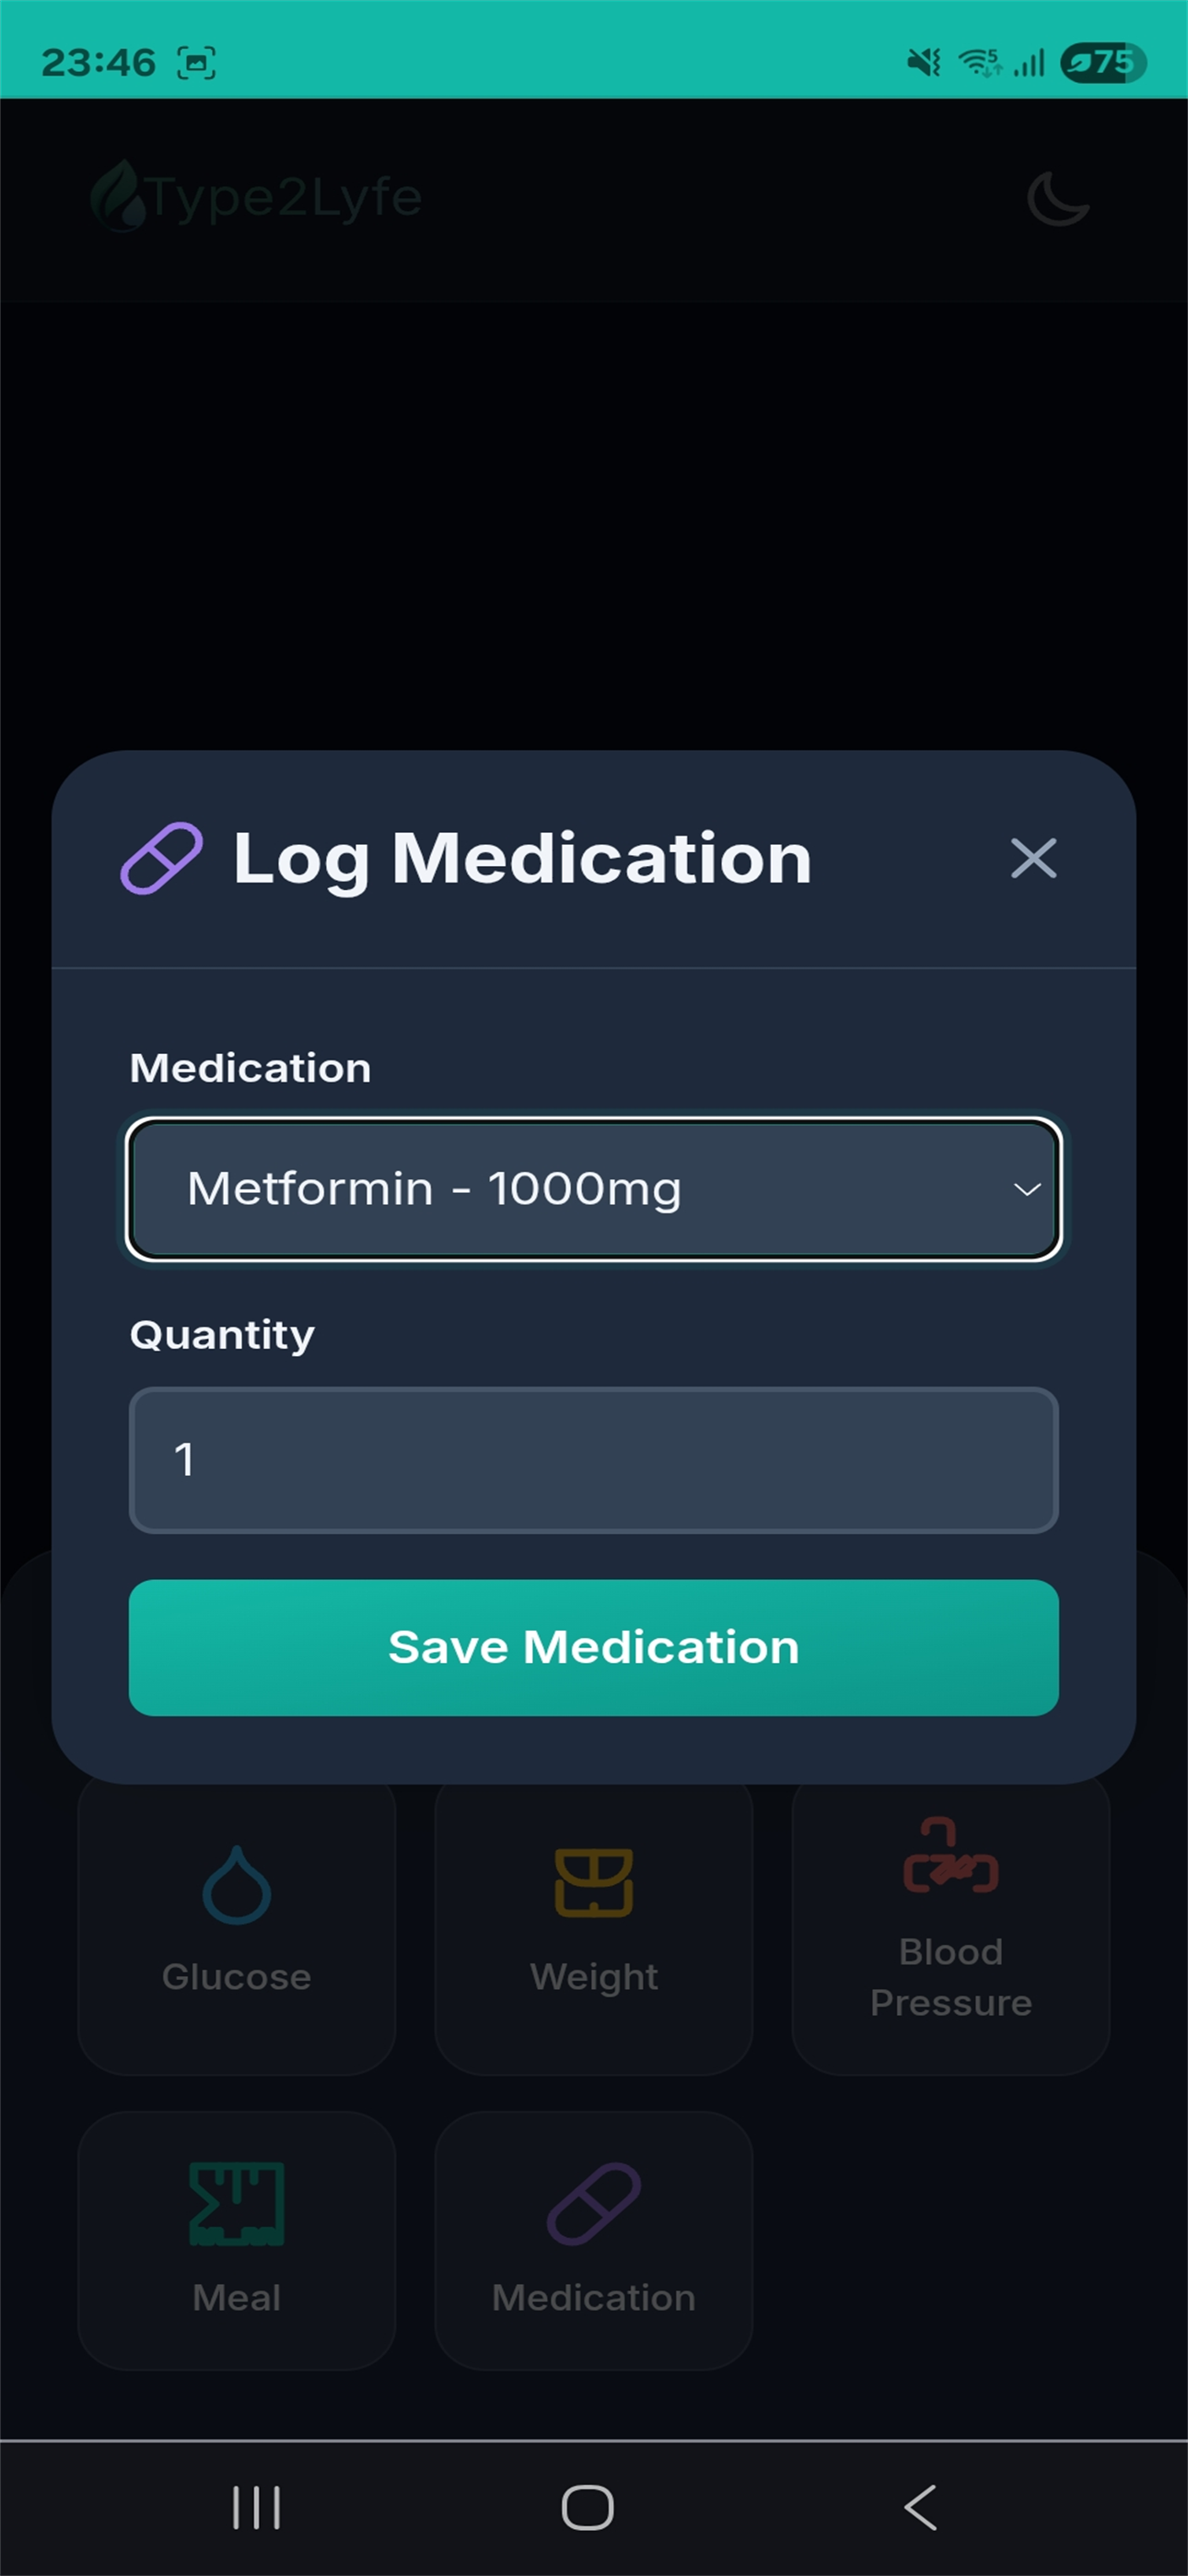 23:46
5
75
Type2Lyfe
Log Medication
Medication
Metformin - 1000mg
Quantity
1
Save Medication
Glucose
Weight
Blood
Pressure
Meal
Medication